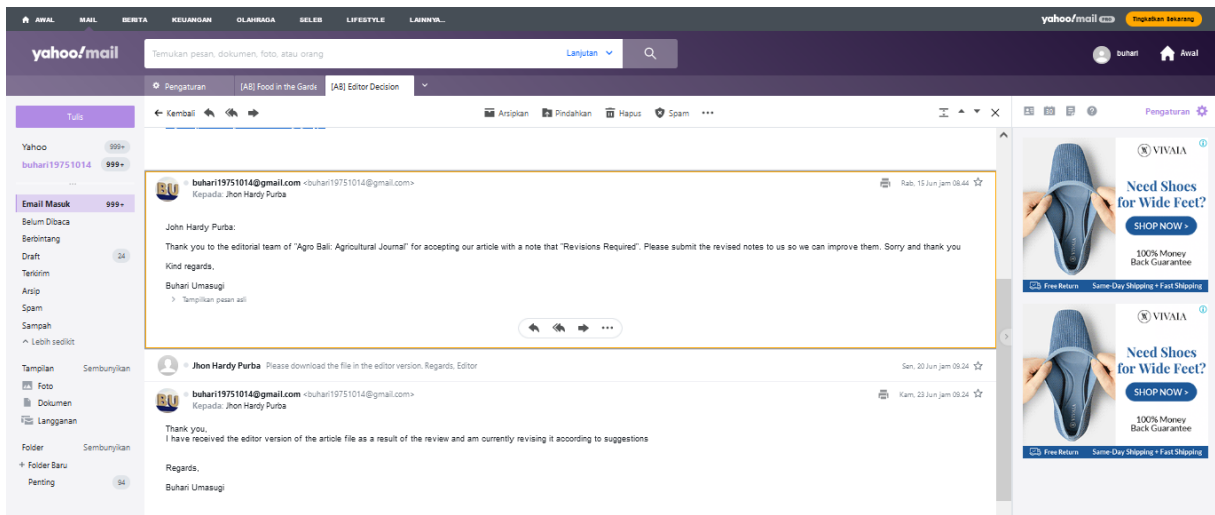 AWAL MAIL BERITA KEUANGAN OLAHRAGA SELEB LIFESTYLE LAINNYA... yahoo!mail PRO Tingkatkan Sekarang
yahoo!mail Temukan pesan, dokumen, foto, atau orang Lanjutan buhari Awal
Pengaturan [AB] Food in the Garde [AB] Editor Decision
Tulis Kembali Arsipkan Pindahkan Hapus Spam Pengaturan
Yahoo 999+
buhari19751014 999+
Email Masuk 999+
Belum Dibaca
Berbintang
Draft 24
Terkirim
Arsip
Spam
Sampah
Lebih sedikit
Tampilan Sembunyikan
Foto
Dokumen
Langganan
Folder Sembunyikan
+ Folder Baru
Penting 94
BU buhari19751014@gmail.com <buhari19751014@gmail.com> Rab, 15 Jun jam 08.44
Kepada: Jhon Hardy Purba
John Hardy Purba:
Thank you to the editorial team of "Agro Bali: Agricultural Journal" for accepting our article with a note that "Revisions Required". Please submit the revised notes to us so we can improve them. Sorry and thank you
Kind regards,
Buhari Umasugi
> Tampilkan pesan asli
Jhon Hardy Purba Please download the file in the editor version, Regards, Editor Sen, 20 Jun jam 09.24
BU buhari19751014@gmail.com <buhari19751014@gmail.com> Kam, 23 Jun jam 09.24
Kepada: Jhon Hardy Purba
Thank you,
I have received the editor version of the article file as a result of the review and am currently revising it according to suggestions
Regards,
Buhari Umasugi
VIVAIA
Need Shoes
for Wide Feet?
SHOP NOW >
100% Money
Back Guarantee
Free Return Same-Day Shipping + Fast Shipping
VIVAIA
Need Shoes
for Wide Feet?
SHOP NOW >
100% Money
Back Guarantee
Free Return Same-Day Shipping + Fast Shipping